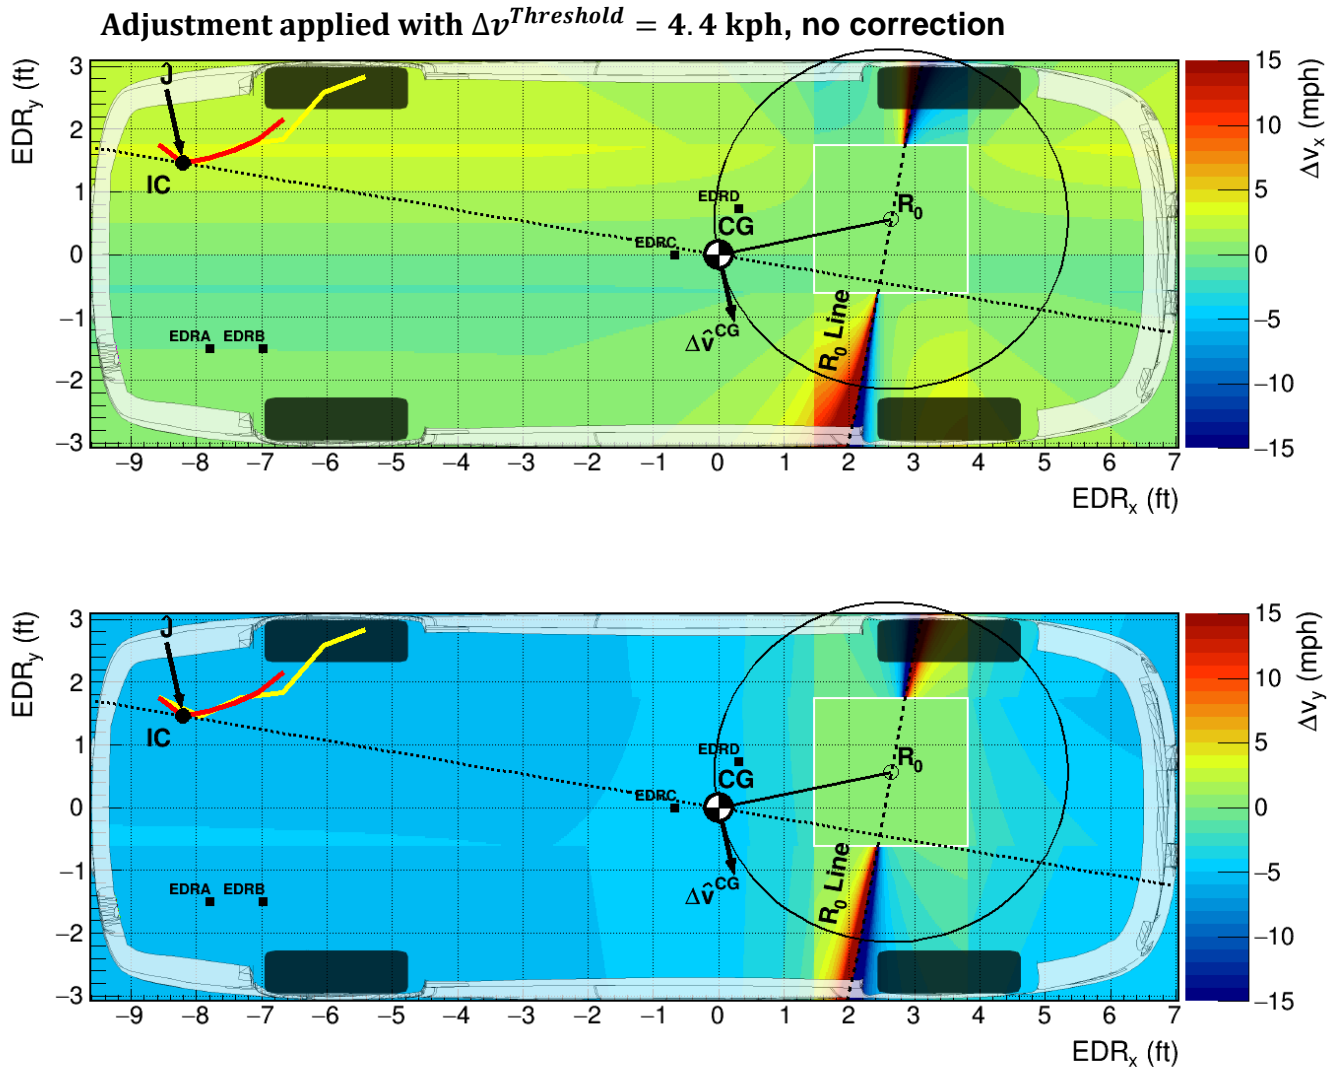 Adjustment applied with Δv^Threshold = 4.4 kph, no correction
EDR_y (ft)
3
2
1
0
−1
−2
−3
Ĵ
IC
EDRA EDRB
EDRC
EDRD
CG
Δv̂^CG
R_0
R_0 Line
−9 −8 −7 −6 −5 −4 −3 −2 −1 0 1 2 3 4 5 6 7
EDR_x (ft)
15
10
5
0
−5
−10
−15
Δv_x (mph)
EDR_y (ft)
3
2
1
0
−1
−2
−3
Ĵ
IC
EDRA EDRB
EDRC
EDRD
CG
Δv̂^CG
R_0
R_0 Line
−9 −8 −7 −6 −5 −4 −3 −2 −1 0 1 2 3 4 5 6 7
EDR_x (ft)
15
10
5
0
−5
−10
−15
Δv_y (mph)